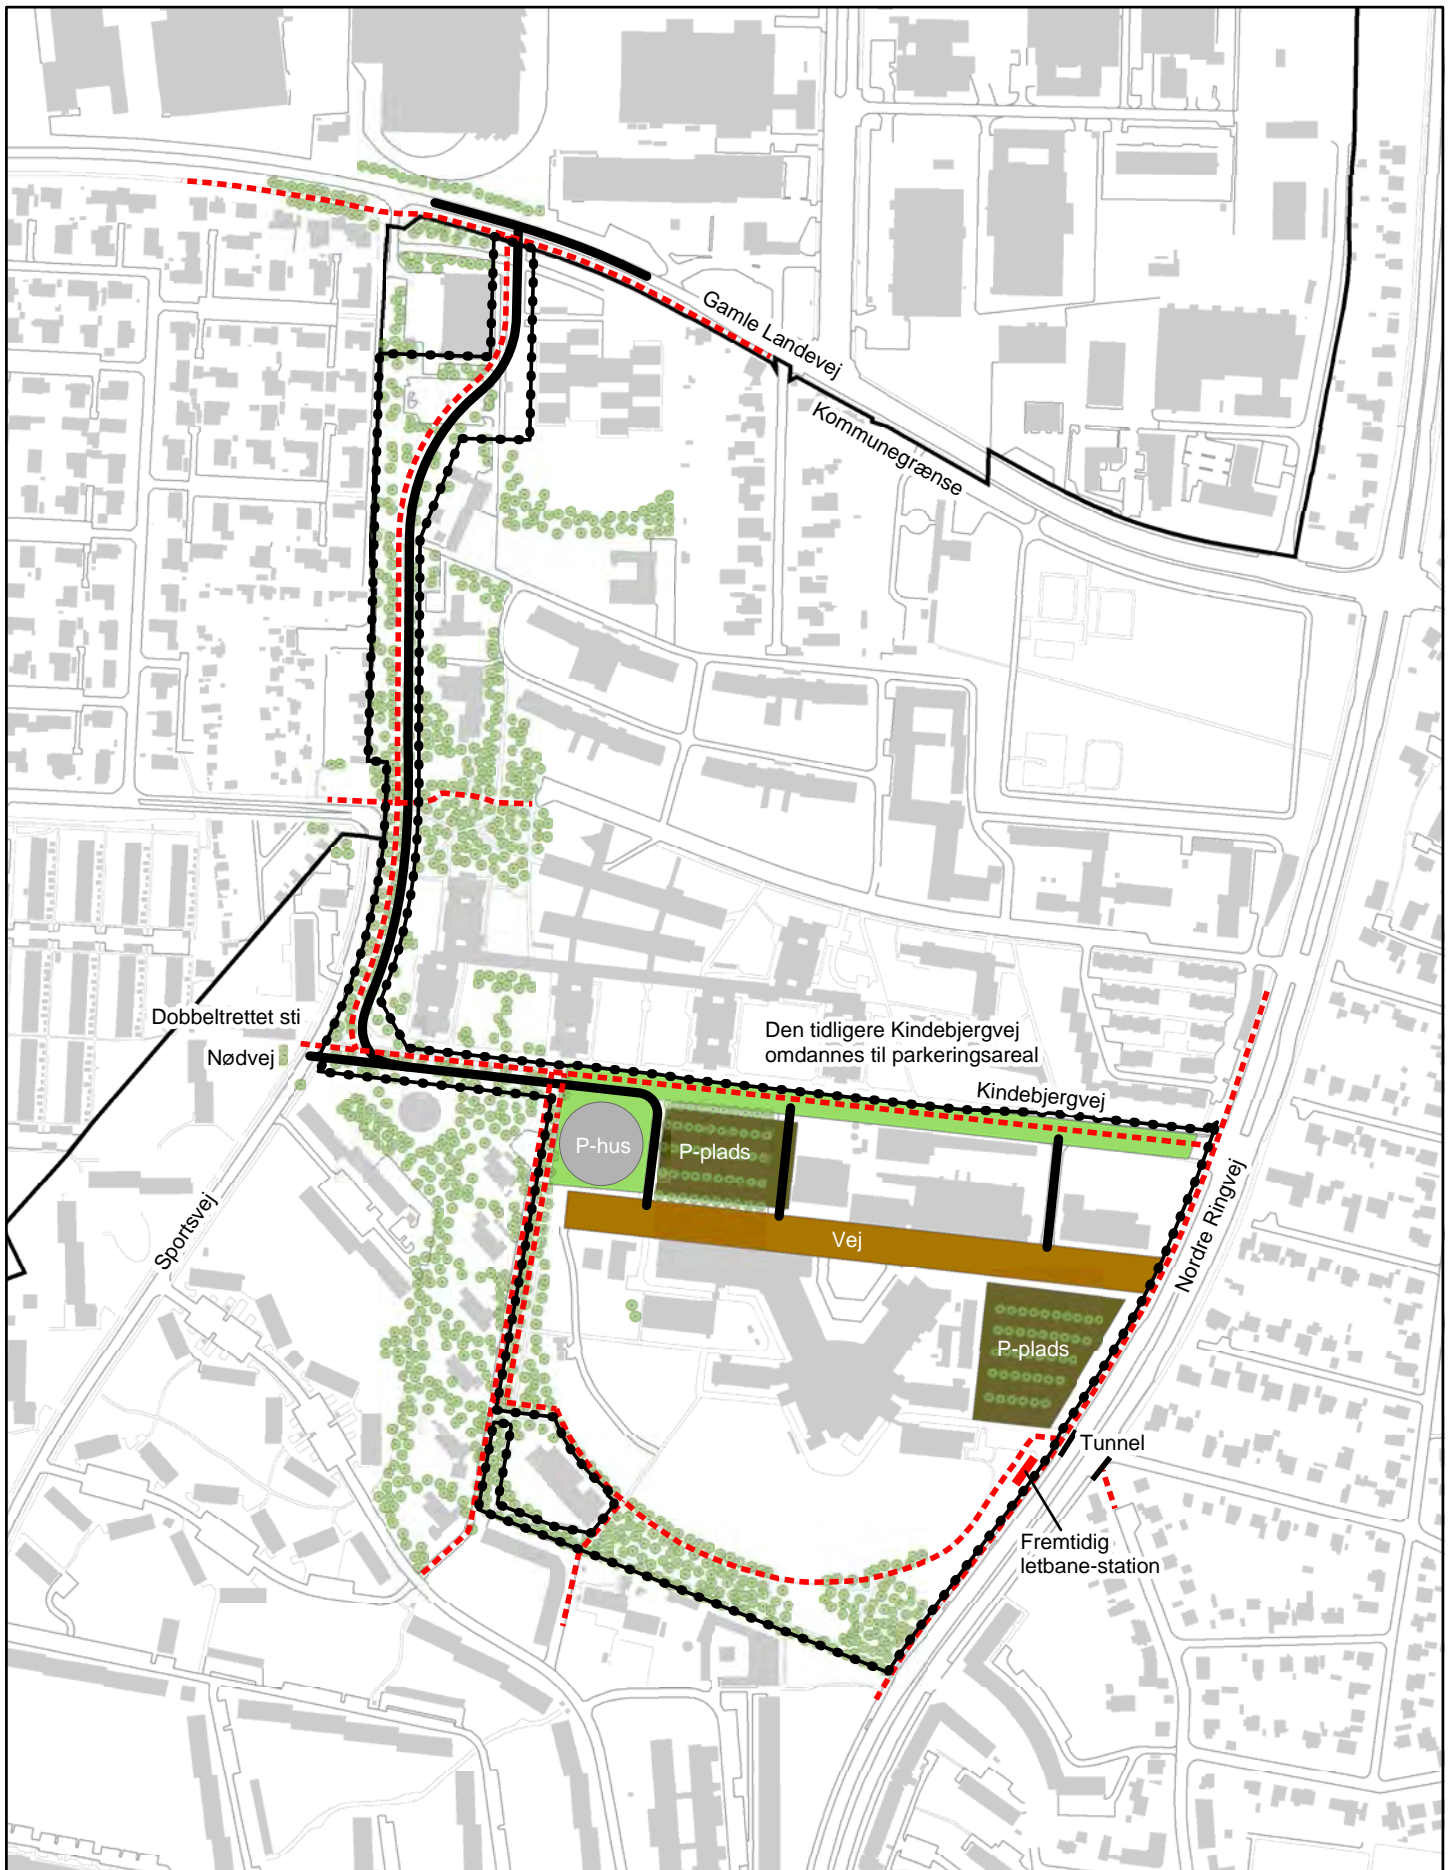 Gamle Landevej
Kommunegrænse
Dobbeltrettet sti
Nødvej
Den tidligere Kindebjergvej
omdannes til parkeringsareal
Kindebjergvej
P-hus
P-plads
Vej
Sportsvej
Nordre Ringvej
P-plads
Tunnel
Fremtidig
letbane-station